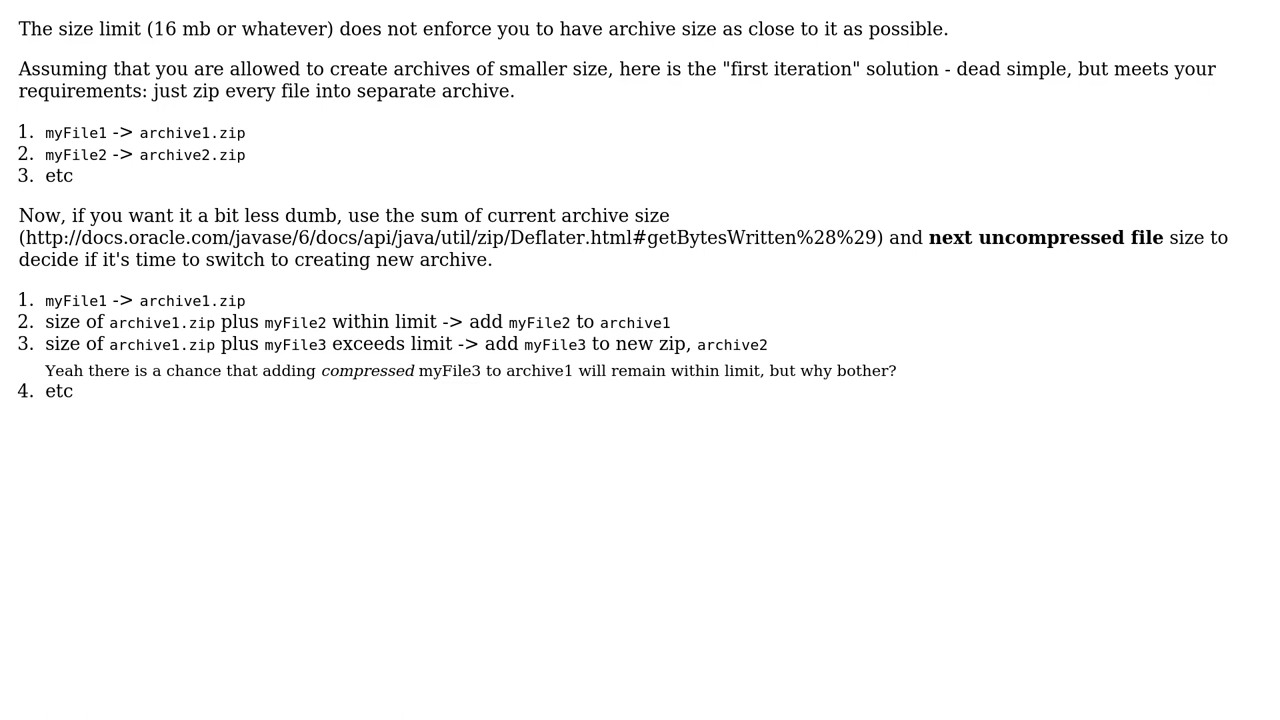 The size limit (16 mb or whatever) does not enforce you to have archive size as close to it as possible.
Assuming that you are allowed to create archives of smaller size, here is the "first iteration" solution - dead simple, but meets your
requirements: just zip every file into separate archive.
1. myFile1 -> archive1.zip
2. myFile2 -> archive2.zip
3. etc
Now, if you want it a bit less dumb, use the sum of current archive size
(http://docs.oracle.com/javase/6/docs/api/java/util/zip/Deflater.html#getBytesWritten%28%29) and next uncompressed file size to
decide if it's time to switch to creating new archive.
1. myFile1 -> archive1.zip
2. size of archive1.zip plus myFile2 within limit -> add myFile2 to archive1
3. size of archive1.zip plus myFile3 exceeds limit -> add myFile3 to new zip, archive2
Yeah there is a chance that adding compressed myFile3 to archive1 will remain within limit, but why bother?
4. etc